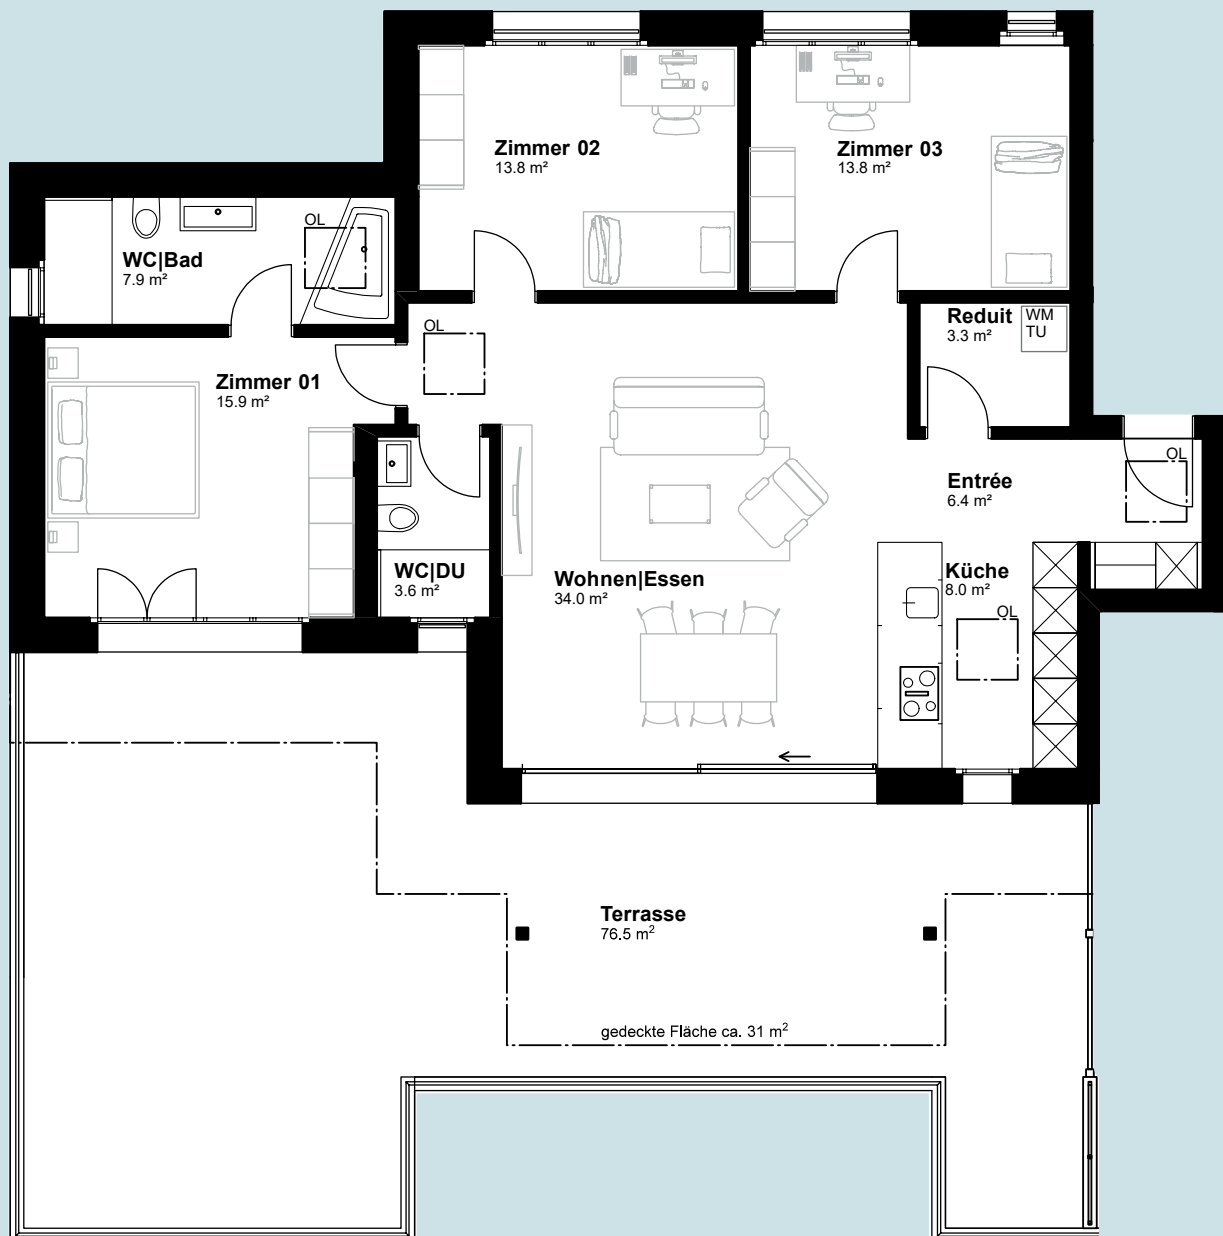 Zimmer 02
13.8 m²
Zimmer 03
13.8 m²
OL
WC|Bad
7.9 m²
OL
Reduit
3.3 m²
WM
TU
Zimmer 01
15.9 m²
OL
Entrée
6.4 m²
WC|DU
3.6 m²
Wohnen|Essen
34.0 m²
Küche
8.0 m²
OL
Terrasse
76.5 m²
gedeckte Fläche ca. 31 m²